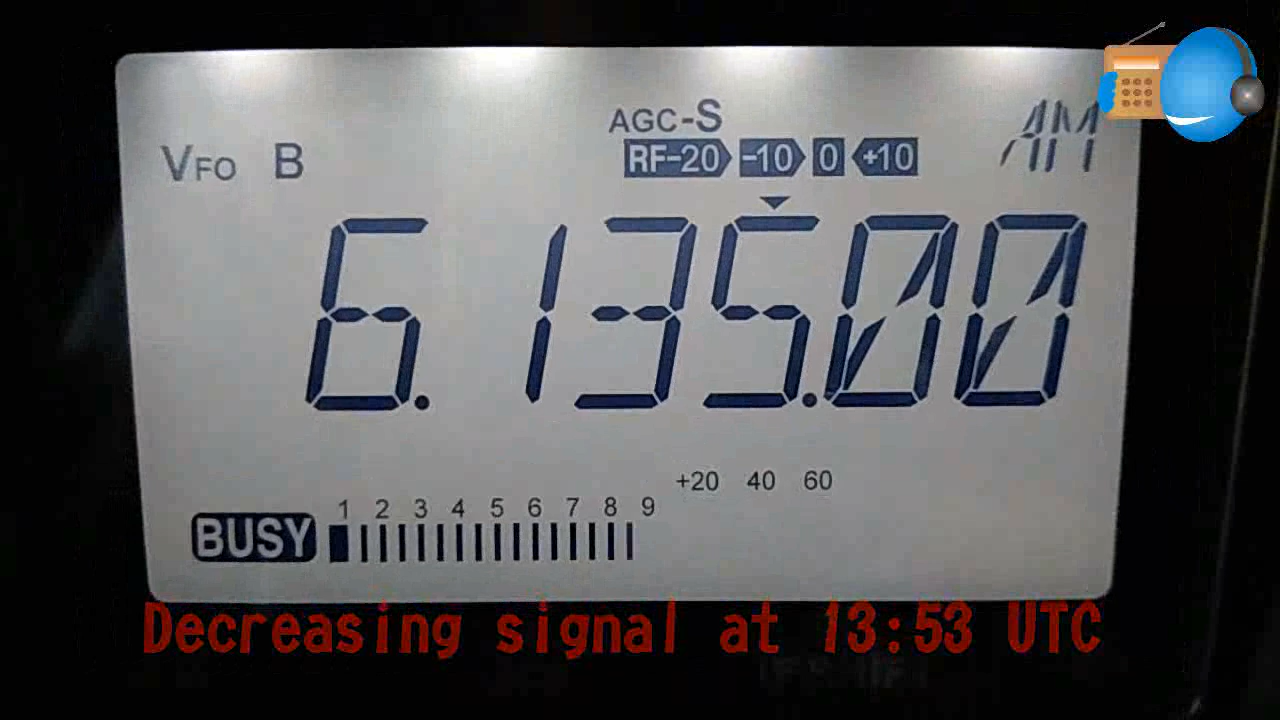 AGC-S
AM
VFO B
RF-20 -10 0 +10
6.135.00
+20 40 60
1 2 3 4 5 6 7 8 9
BUSY
Decreasing signal at 13:53 UTC